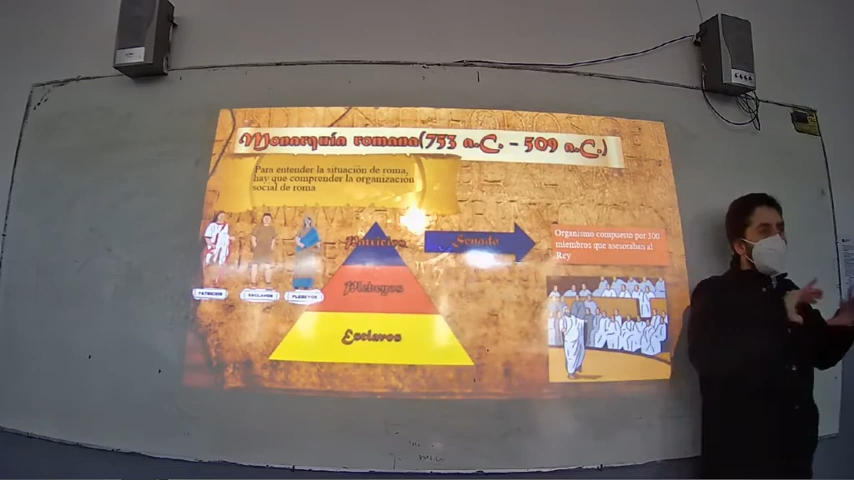 Monarquía romana(753 a.C. - 509 a.C.)
Para entender la situación de roma,
hay que comprender la organización
social de roma
Patricios
Senado
Organismo compuesto por 300
miembros que asesoraban al
Rey
PATRICIOS
ESCLAVOS
PLEBEYOS
Plebeyos
Esclavos